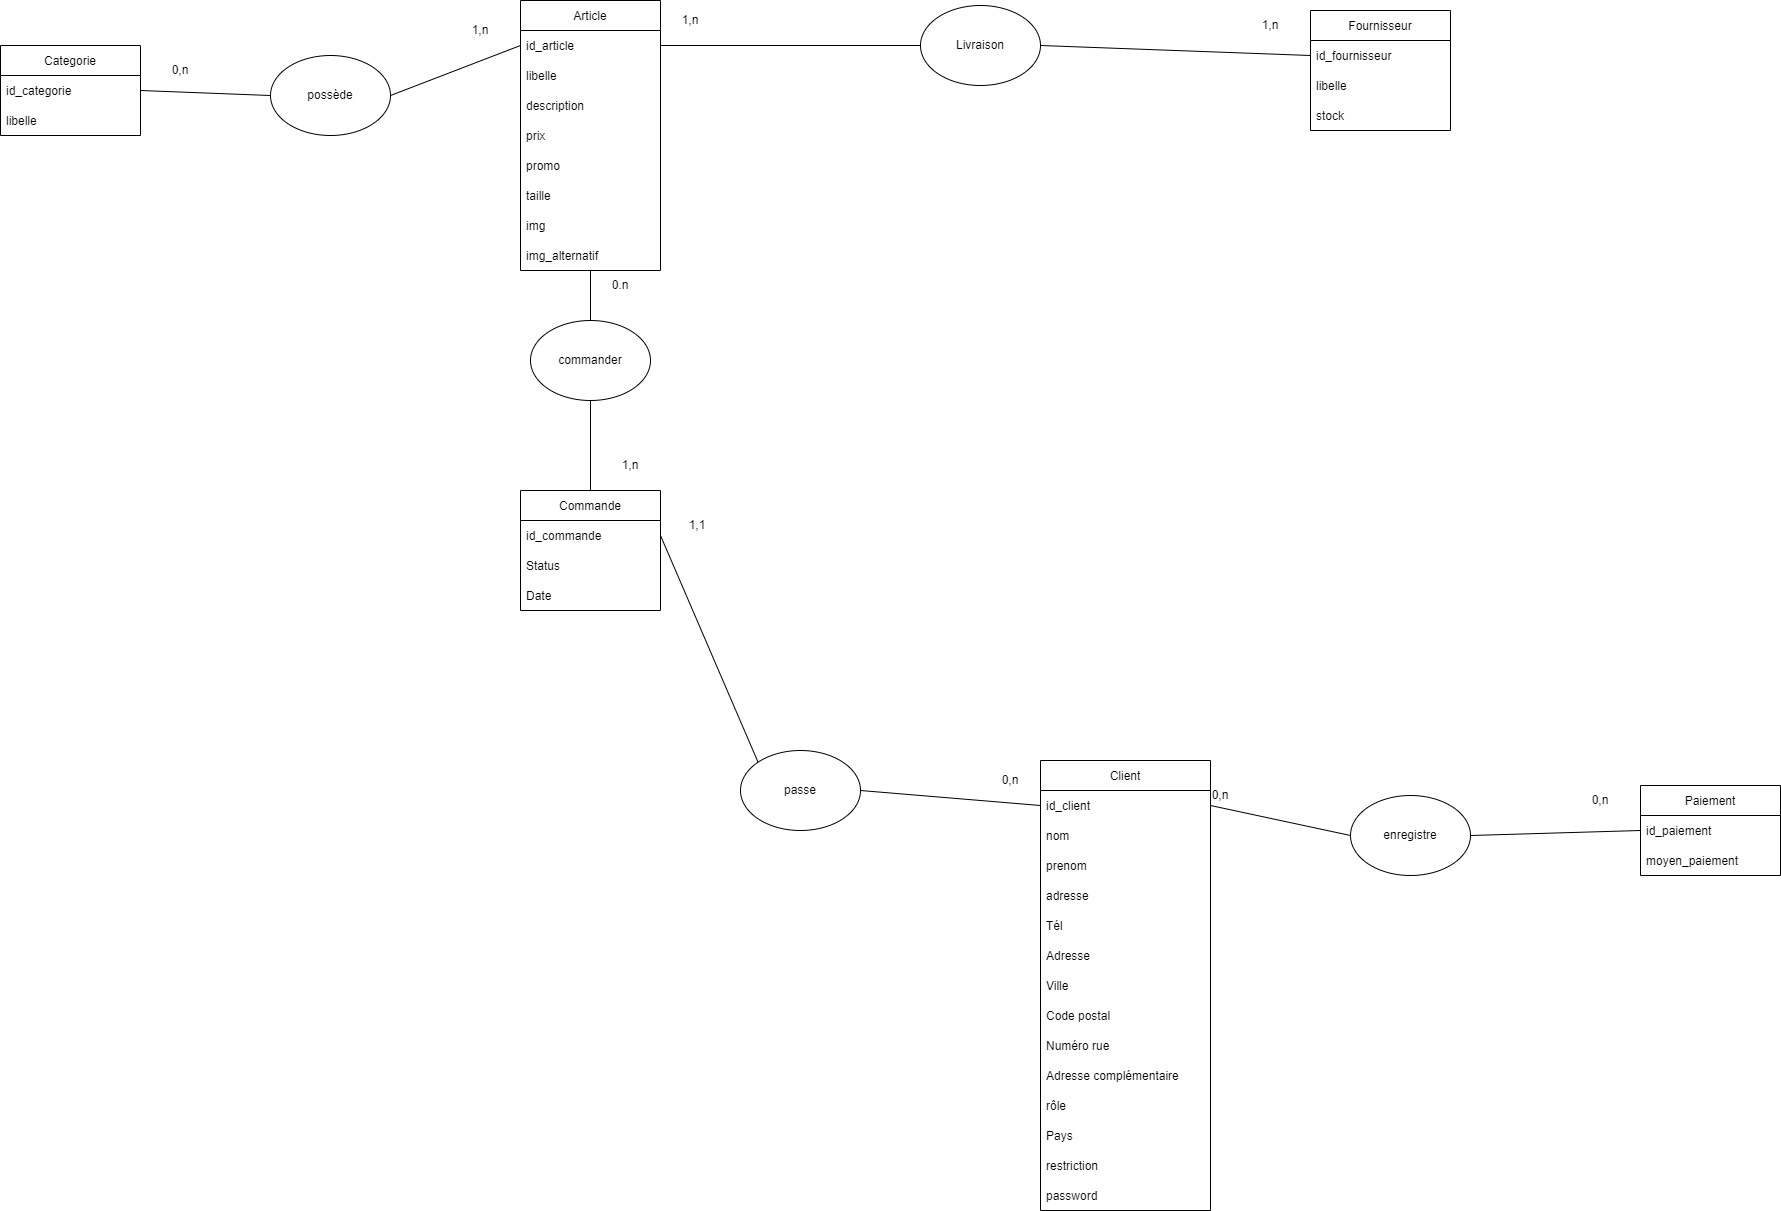 Categorie
id_categorie
libelle
0,n
possède
1,n
Article
id_article
libelle
description
prix
promo
taille
img
img_alternatif
1,n
Livraison
1,n
Fournisseur
id_fournisseur
libelle
stock
0.n
commander
1,n
Commande
id_commande
Status
Date
1,1
passe
0,n
Client
id_client
nom
prenom
adresse
Tél
Adresse
Ville
Code postal
Numéro rue
Adresse complémentaire
rôle
Pays
restriction
password
0,n
enregistre
0,n
Paiement
id_paiement
moyen_paiement